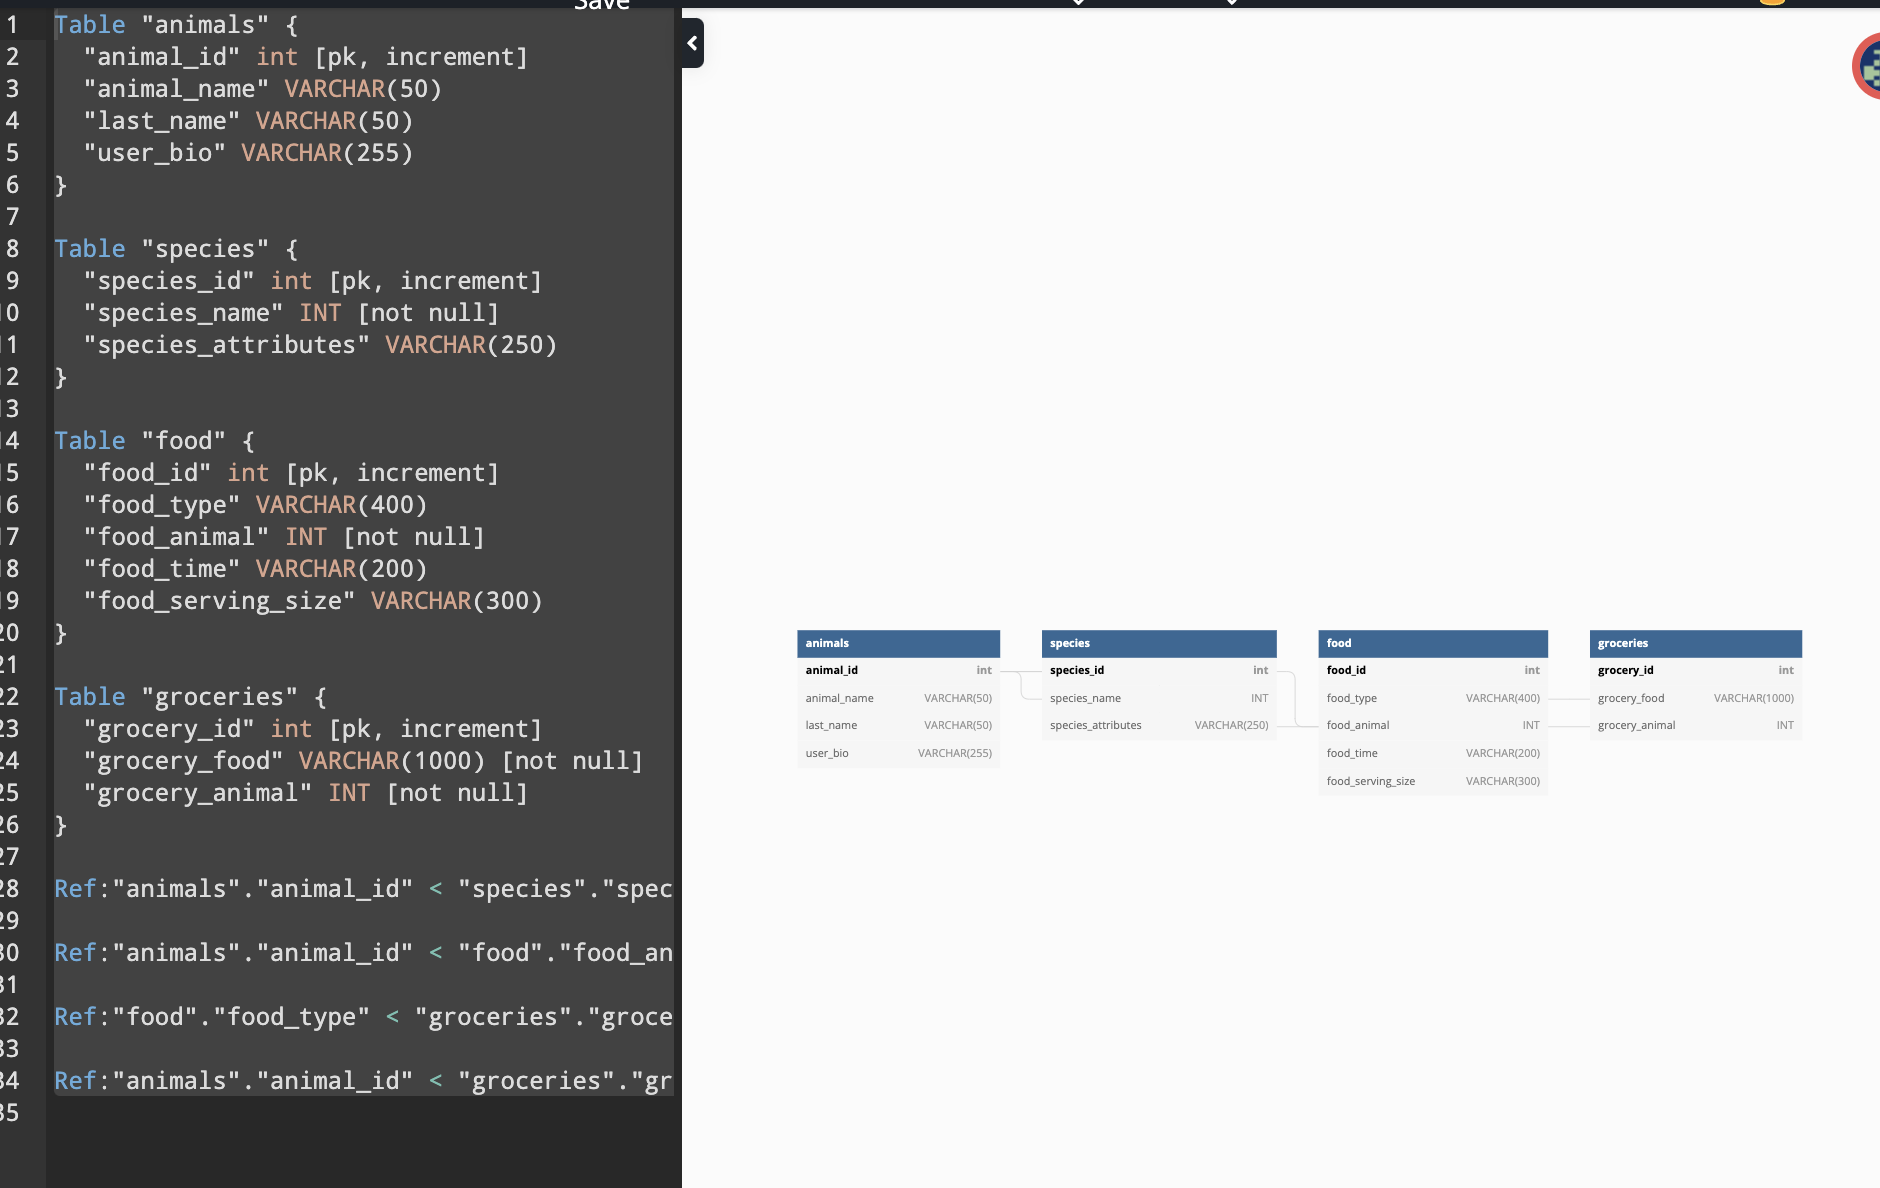 Save
1 Table "animals" {
2 "animal_id" int [pk, increment]
3 "animal_name" VARCHAR(50)
4 "last_name" VARCHAR(50)
5 "user_bio" VARCHAR(255)
6 }
7
8 Table "species" {
9 "species_id" int [pk, increment]
10 "species_name" INT [not null]
11 "species_attributes" VARCHAR(250)
12 }
13
14 Table "food" {
15 "food_id" int [pk, increment]
16 "food_type" VARCHAR(400)
17 "food_animal" INT [not null]
18 "food_time" VARCHAR(200)
19 "food_serving_size" VARCHAR(300)
20 }
21
22 Table "groceries" {
23 "grocery_id" int [pk, increment]
24 "grocery_food" VARCHAR(1000) [not null]
25 "grocery_animal" INT [not null]
26 }
27
28 Ref:"animals"."animal_id" < "species"."spec
29
30 Ref:"animals"."animal_id" < "food"."food_an
31
32 Ref:"food"."food_type" < "groceries"."groce
33
34 Ref:"animals"."animal_id" < "groceries"."gr
35
animals
animal_id int
animal_name VARCHAR(50)
last_name VARCHAR(50)
user_bio VARCHAR(255)
species
species_id int
species_name INT
species_attributes VARCHAR(250)
food
food_id int
food_type VARCHAR(400)
food_animal INT
food_time VARCHAR(200)
food_serving_size VARCHAR(300)
groceries
grocery_id int
grocery_food VARCHAR(1000)
grocery_animal INT